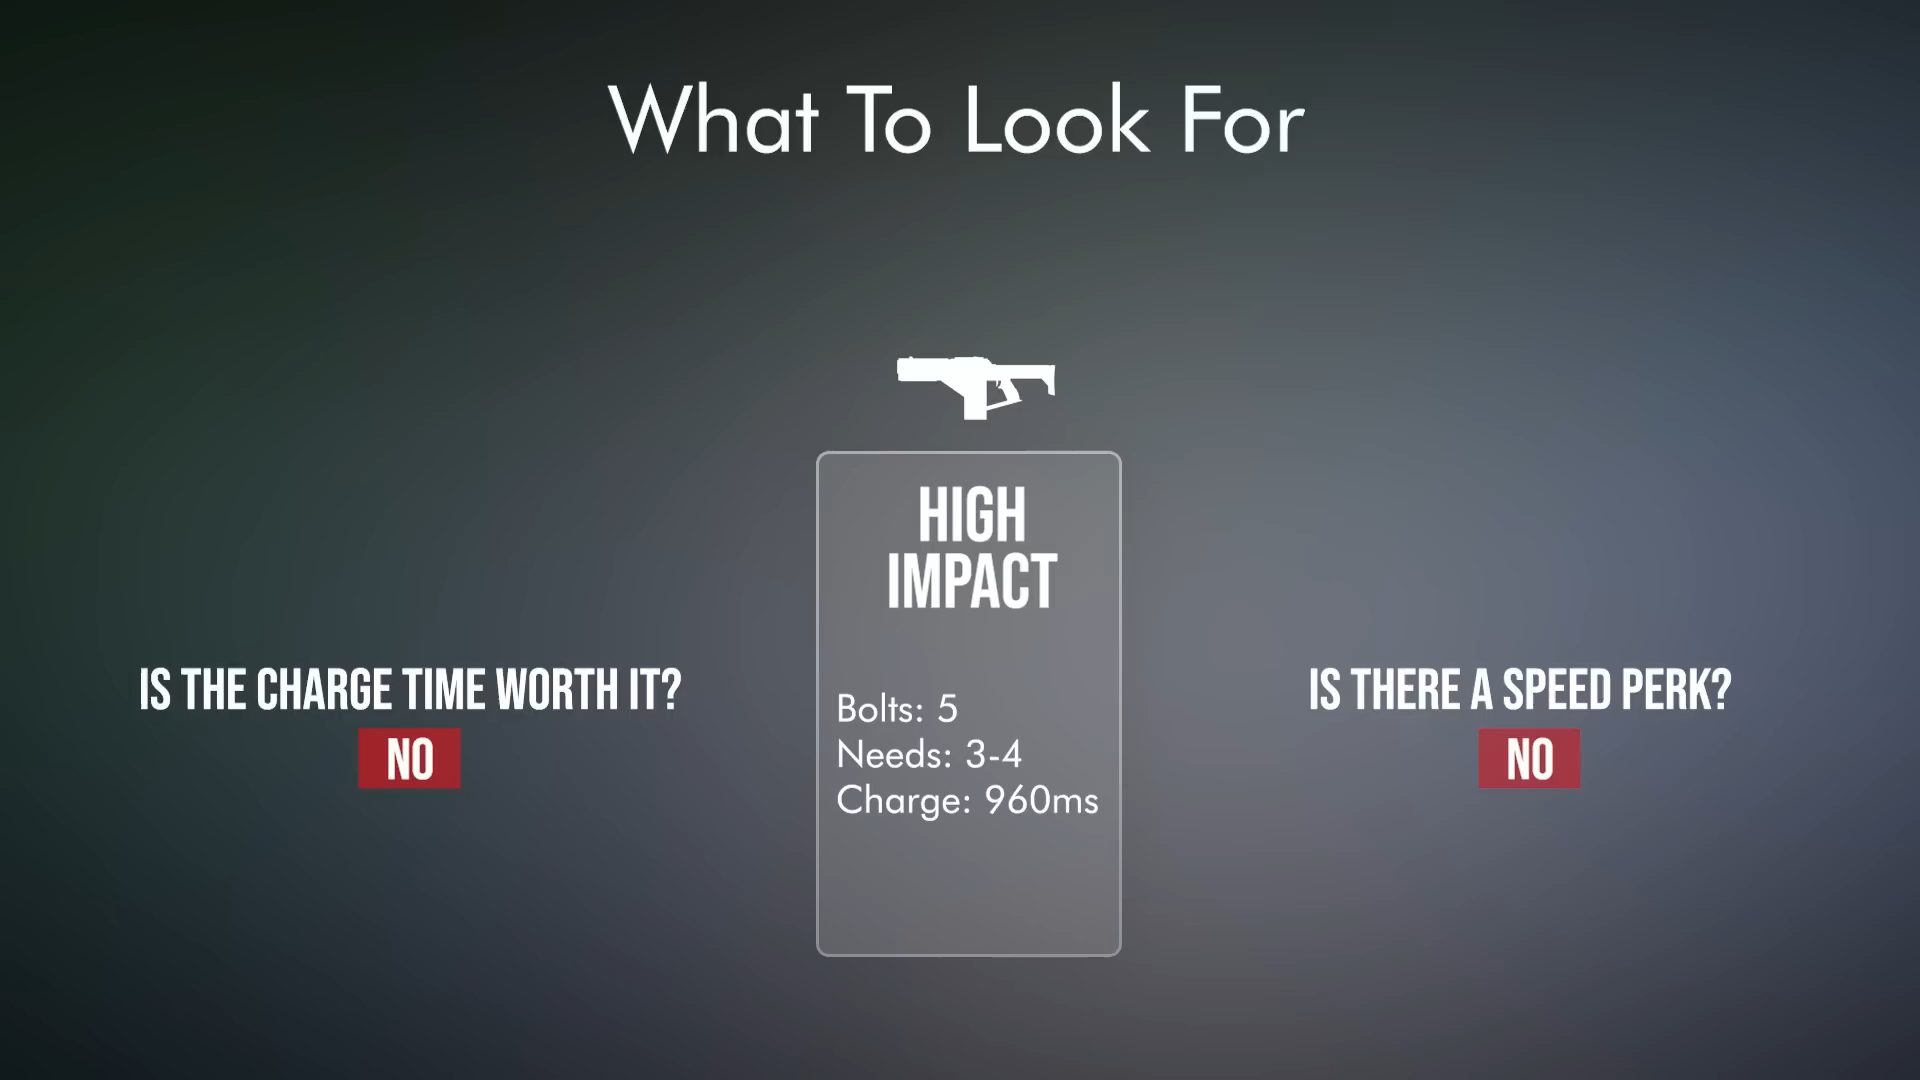 What To Look For
HIGH
IMPACT
Bolts: 5
Needs: 3-4
Charge: 960ms
IS THE CHARGE TIME WORTH IT?
NO
IS THERE A SPEED PERK?
NO